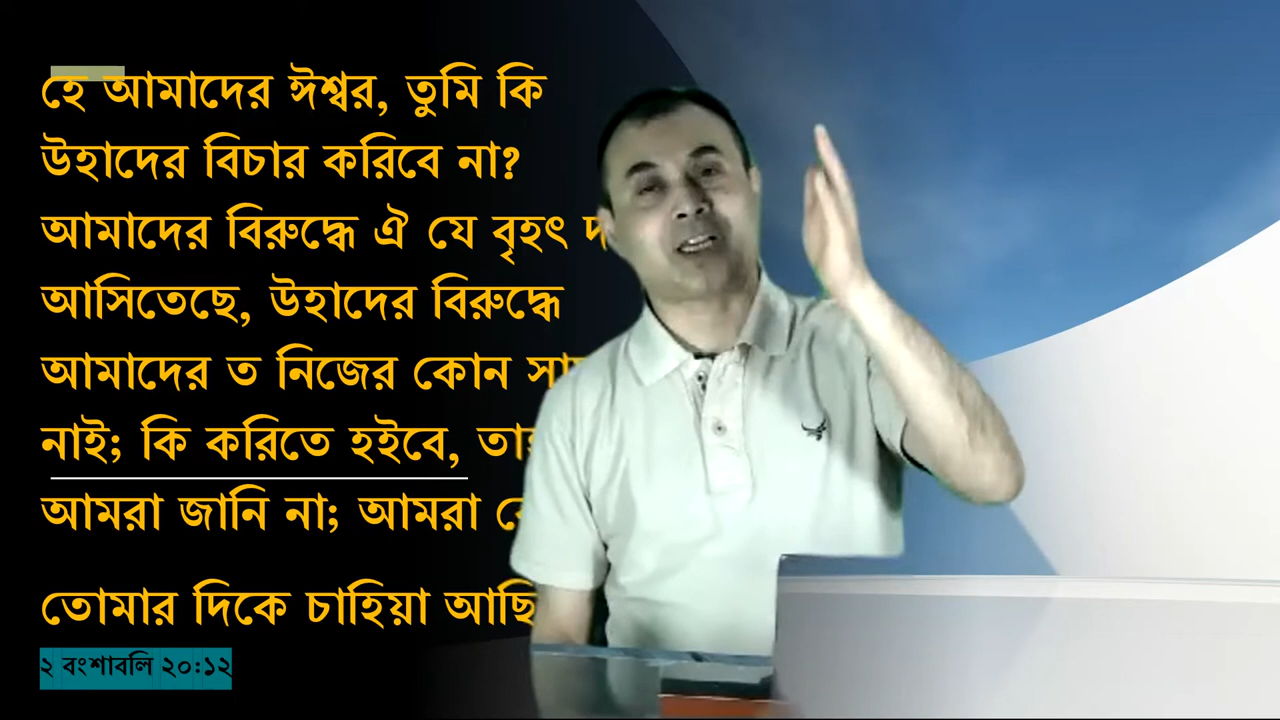 হে আমাদের ঈশ্বর, তুমি কি
উহাদের বিচার করিবে না?
আমাদের বিরুদ্ধে ঐ যে বৃহৎ
আসিতেছে, উহাদের বিরুদ্ধে
আমাদের ত নিজের কোন
নাই; কি করিতে হইবে,
আমরা জানি না; আমরা
তোমার দিকে চাহিয়া আছি
২ বংশাবলি ২০:১২